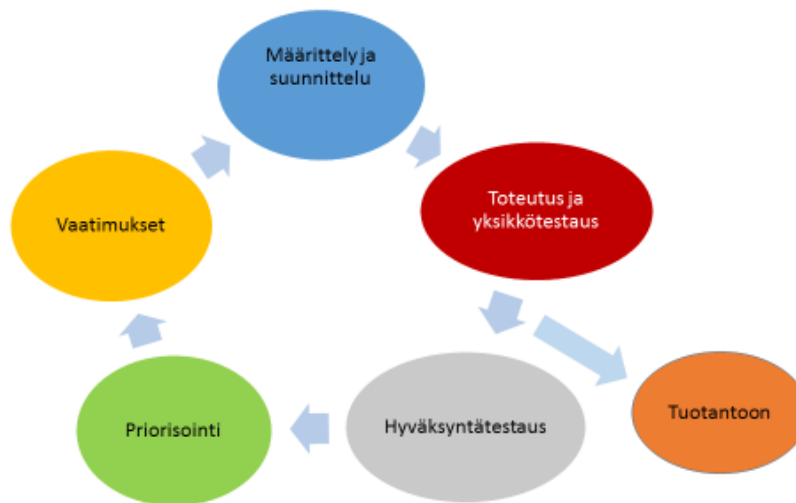 Määrittely ja
suunnittelu
Toteutus ja
yksikkötestaus
Vaatimukset
Tuotantoon
Hyväksyntätestaus
Priorisointi